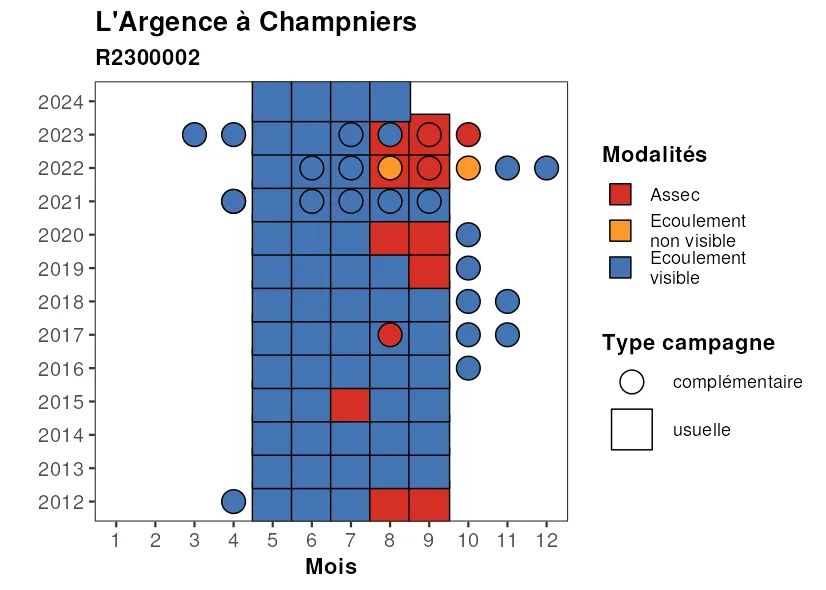 L'Argence à Champniers
R2300002
2024
2023
2022
2021
2020
2019
2018
2017
2016
2015
2014
2013
2012
1 2 3 4 5 6 7 8 9 10 11 12
Mois
Modalités
Assec
Ecoulement
non visible
Ecoulement
visible
Type campagne
complémentaire
usuelle